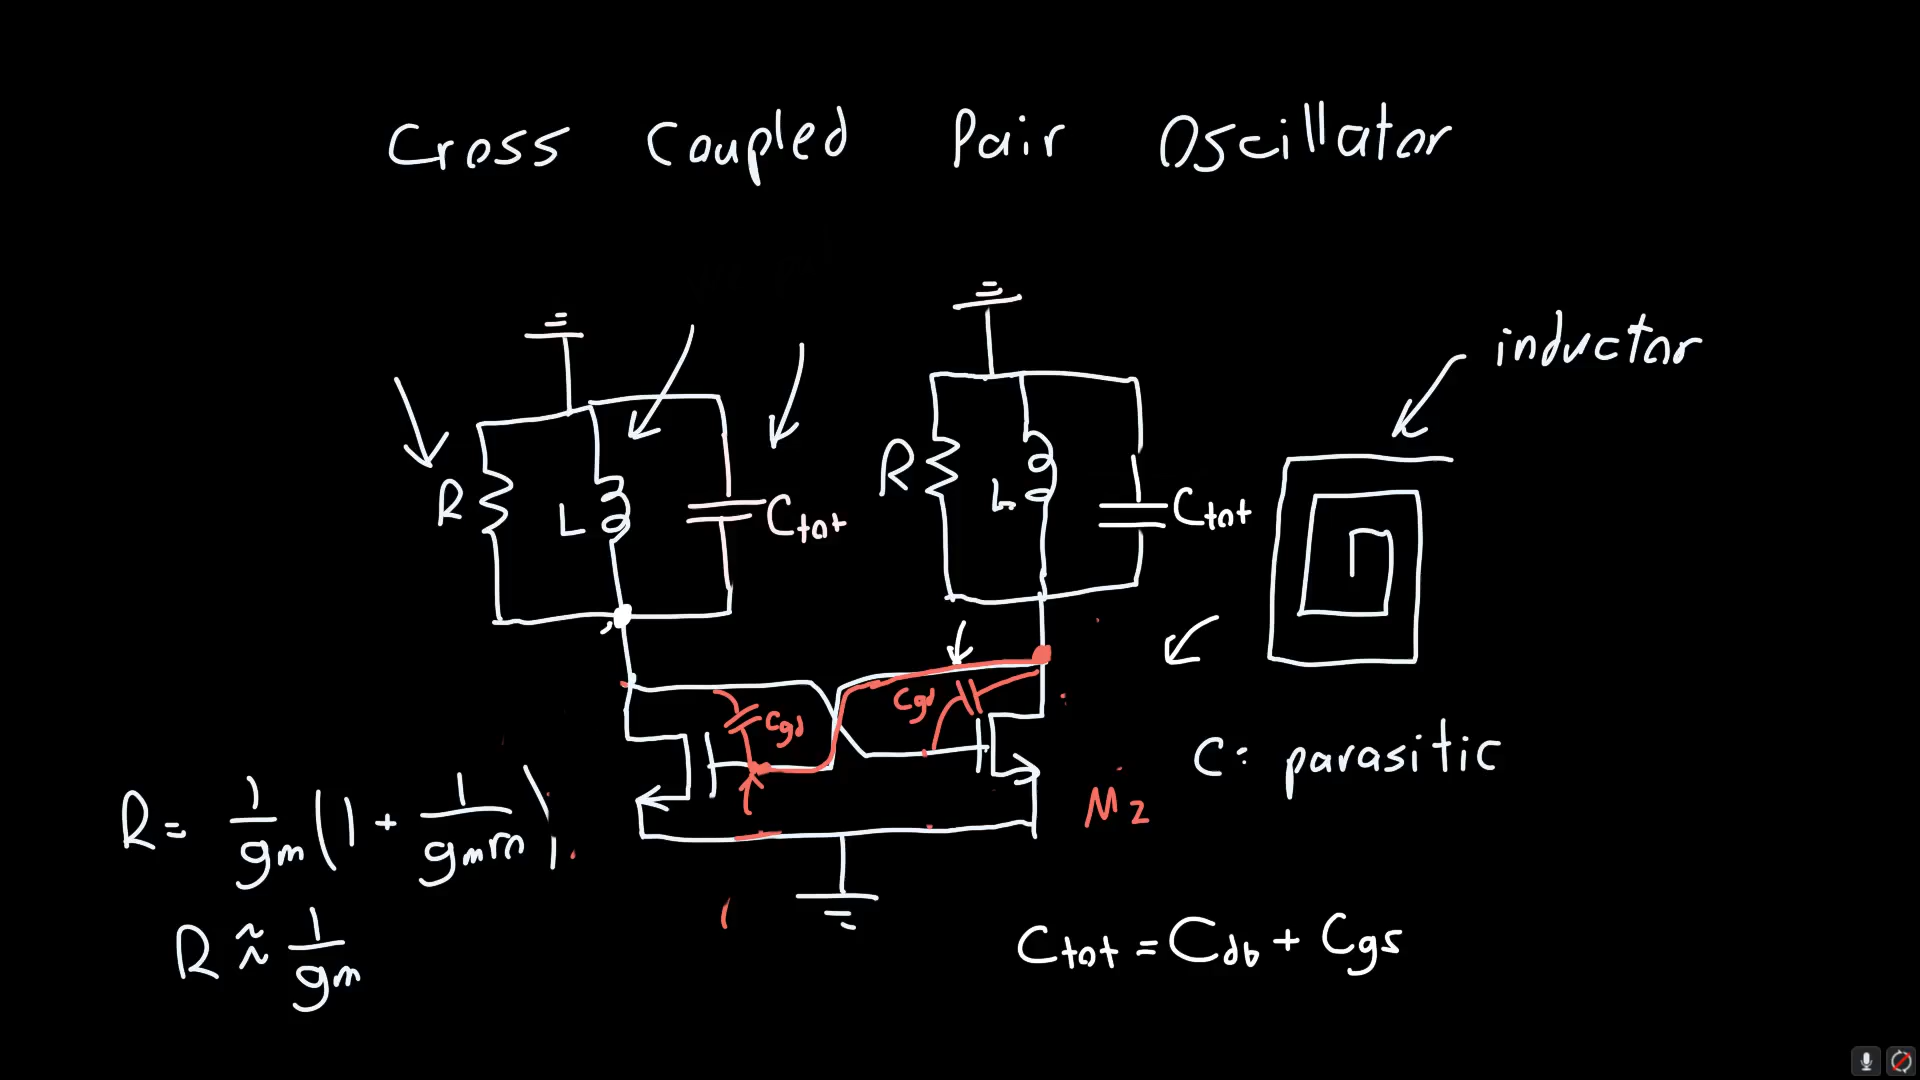 Cross Coupled Pair Oscillator
inductor
R
L
Ctot
R
L
Ctot
Cgd
Cgd
C: parasitic
M2
R = 1/gm (1 + 1/gmro)
R ≈ 1/gm
Ctot = Cdb + Cgs